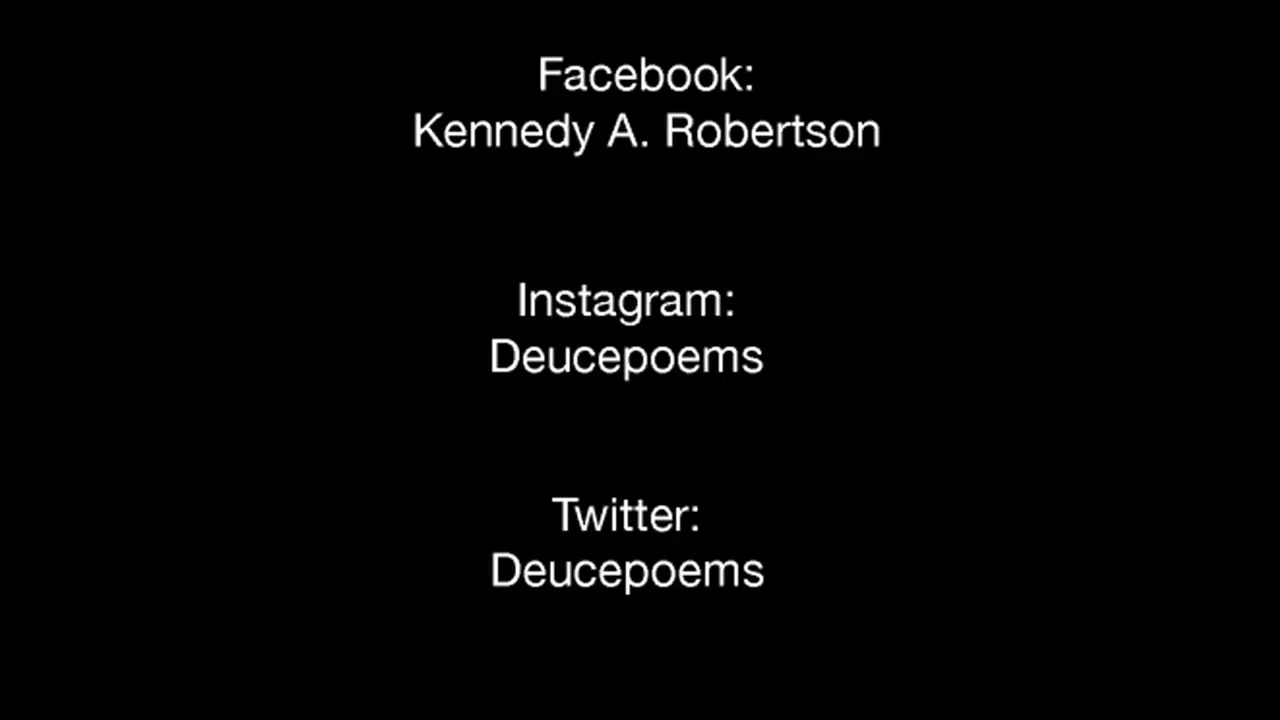 Facebook:
Kennedy A. Robertson
Instagram:
Deucepoems
Twitter:
Deucepoems